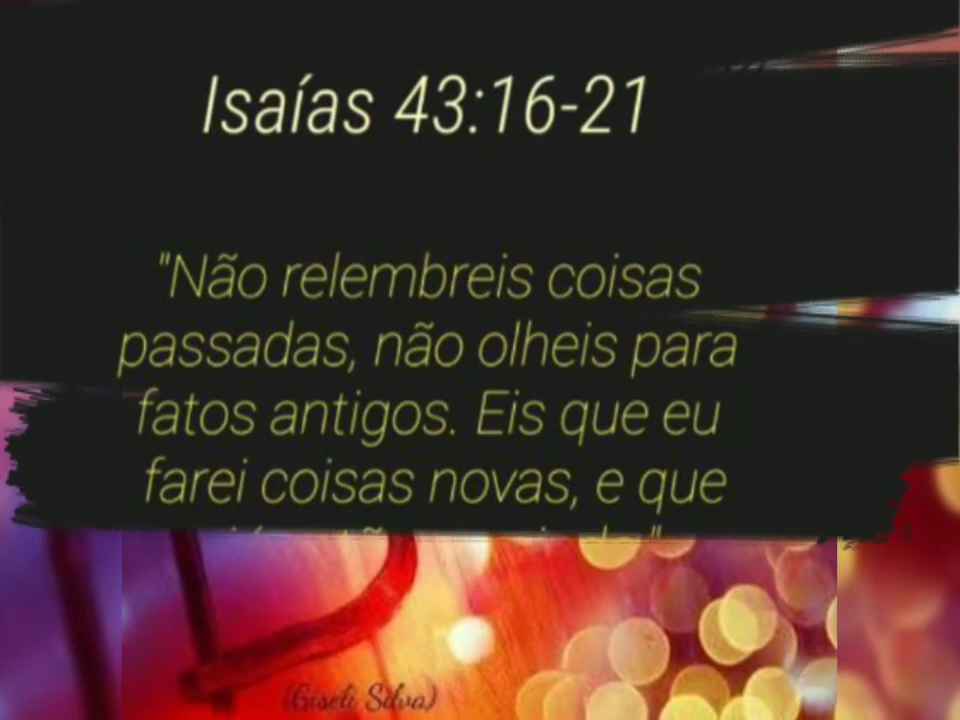 Isaías 43:16-21
"Não relembreis coisas
passadas, não olheis para
fatos antigos. Eis que eu
farei coisas novas, e que
(Giseli Silva)